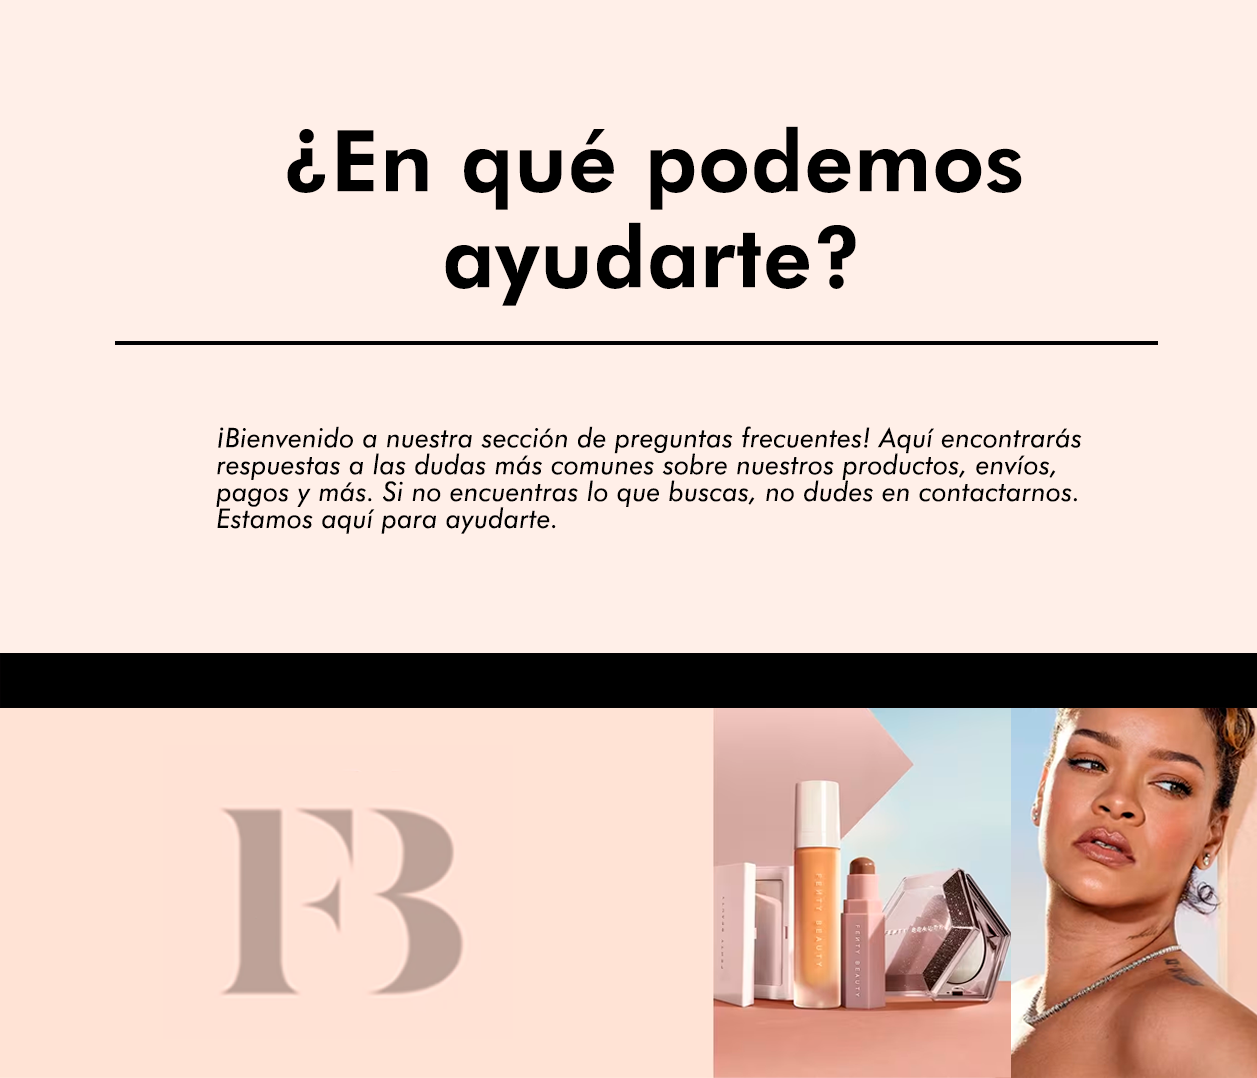 ¿En qué podemos
ayudarte?
¡Bienvenido a nuestra sección de preguntas frecuentes! Aquí encontrarás
respuestas a las dudas más comunes sobre nuestros productos, envíos,
pagos y más. Si no encuentras lo que buscas, no dudes en contactarnos.
Estamos aquí para ayudarte.
FB
FENTY BEAUTY
FENTY BEAUTY
FENTY BEAUTY